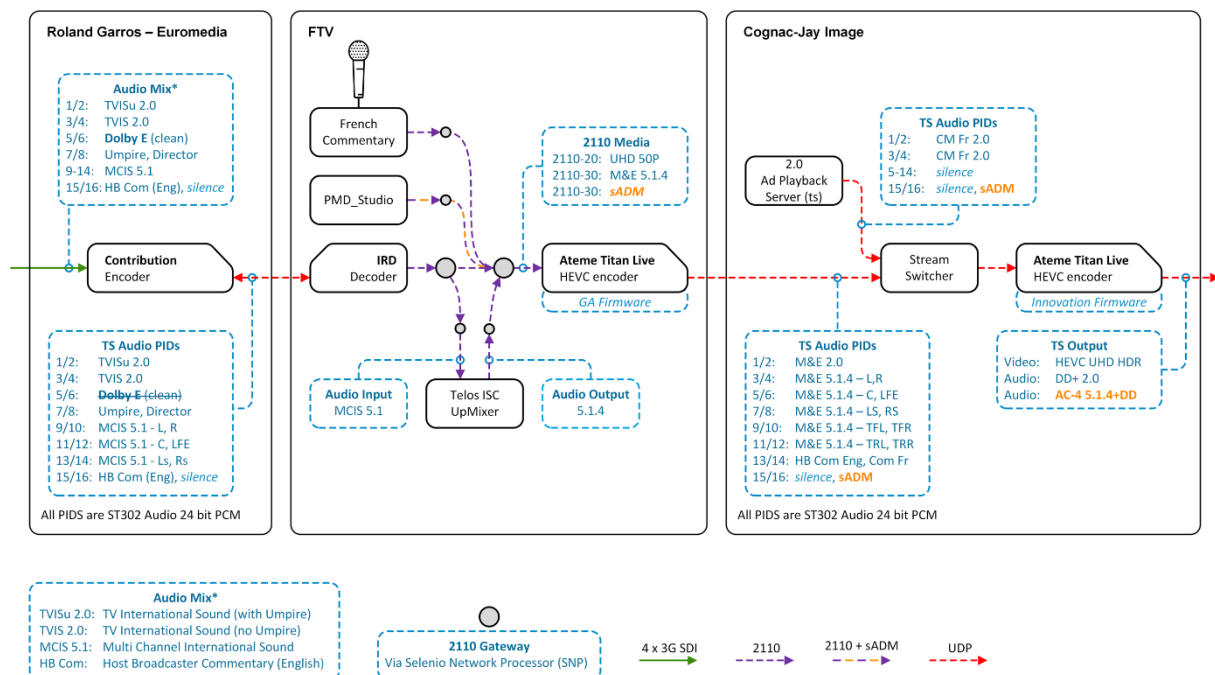 Roland Garros – Euromedia
Audio Mix*
1/2: TVISu 2.0
3/4: TVIS 2.0
5/6: Dolby E (clean)
7/8: Umpire, Director
9-14: MCIS 5.1
15/16: HB Com (Eng), silence
Contribution
Encoder
TS Audio PIDs
1/2: TVISu 2.0
3/4: TVIS 2.0
5/6: Dolby E (clean)
7/8: Umpire, Director
9/10: MCIS 5.1 - L, R
11/12: MCIS 5.1 - C, LFE
13/14: MCIS 5.1 - Ls, Rs
15/16: HB Com (Eng), silence
All PIDS are ST302 Audio 24 bit PCM
FTV
French
Commentary
PMD_Studio
IRD
Decoder
2110 Media
2110-20: UHD 50P
2110-30: M&E 5.1.4
2110-30: sADM
Ateme Titan Live
HEVC encoder
GA Firmware
Audio Input
MCIS 5.1
Telos ISC
UpMixer
Audio Output
5.1.4
Cognac-Jay Image
2.0
Ad Playback
Server (ts)
TS Audio PIDs
1/2: CM Fr 2.0
3/4: CM Fr 2.0
5-14: silence
15/16: silence, sADM
Stream
Switcher
Ateme Titan Live
HEVC encoder
Innovation Firmware
TS Audio PIDs
1/2: M&E 2.0
3/4: M&E 5.1.4 – L,R
5/6: M&E 5.1.4 – C, LFE
7/8: M&E 5.1.4 – LS, RS
9/10: M&E 5.1.4 – TFL, TFR
11/12: M&E 5.1.4 – TRL, TRR
13/14: HB Com Eng, Com Fr
15/16: silence, sADM
TS Output
Video: HEVC UHD HDR
Audio: DD+ 2.0
Audio: AC-4 5.1.4+DD
All PIDS are ST302 Audio 24 bit PCM
Audio Mix*
TVISu 2.0: TV International Sound (with Umpire)
TVIS 2.0: TV International Sound (no Umpire)
MCIS 5.1: Multi Channel International Sound
HB Com: Host Broadcaster Commentary (English)
2110 Gateway
Via Selenio Network Processor (SNP)
4 x 3G SDI
2110
2110 + sADM
UDP